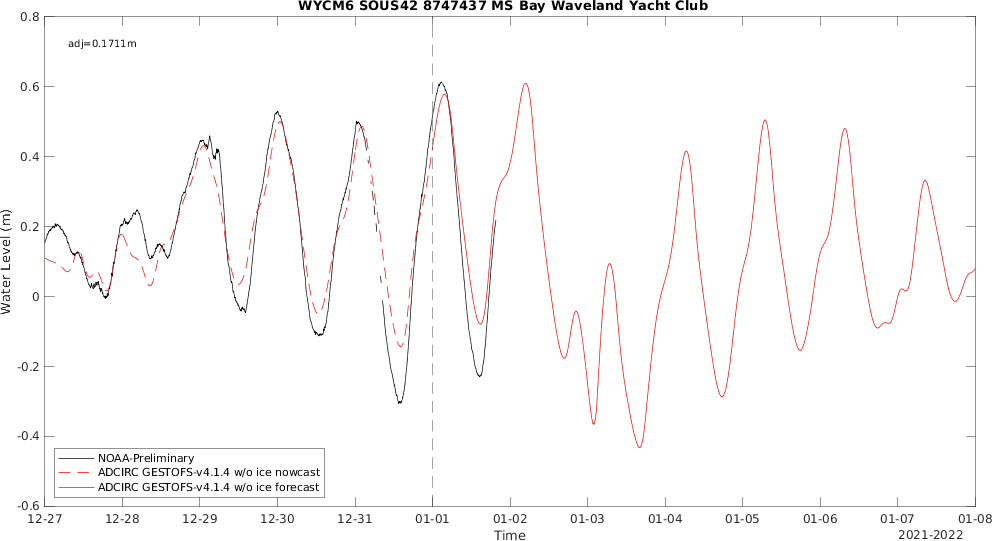 WYCM6 SOUS42 8747437 MS Bay Waveland Yacht Club
adj=0.1711m
Water Level (m)
0.8
0.6
0.4
0.2
0
-0.2
-0.4
-0.6
NOAA-Preliminary
ADCIRC GESTOFS-v4.1.4 w/o ice nowcast
ADCIRC GESTOFS-v4.1.4 w/o ice forecast
12-27 12-28 12-29 12-30 12-31 01-01 01-02 01-03 01-04 01-05 01-06 01-07 01-08
Time
2021-2022